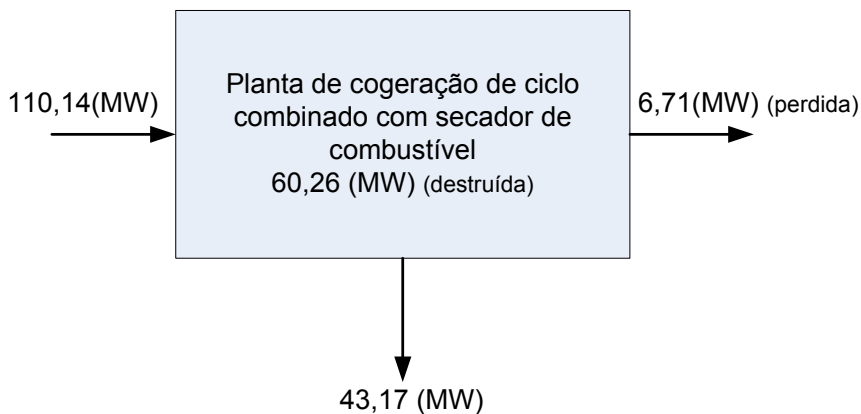 Planta de cogeração de ciclo
combinado com secador de
combustível
60,26 (MW) (destruída)
110,14(MW)
6,71(MW) (perdida)
43,17 (MW)